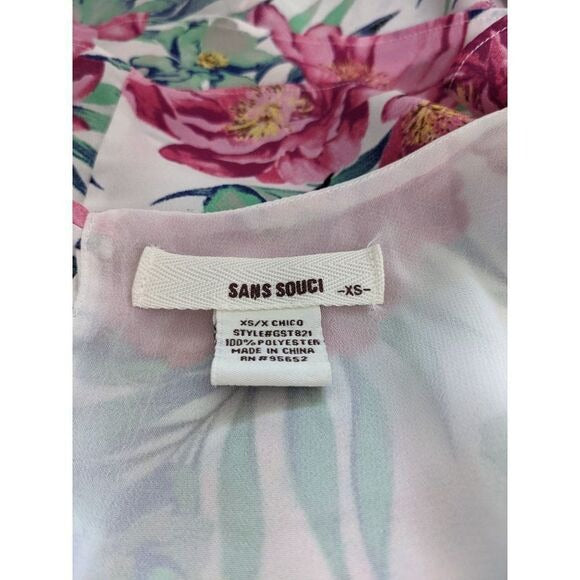 SANS SOUCI -XS-
XS/X CHICO
STYLE#GST821
100% POLYESTER
MADE IN CHINA
RN #95652